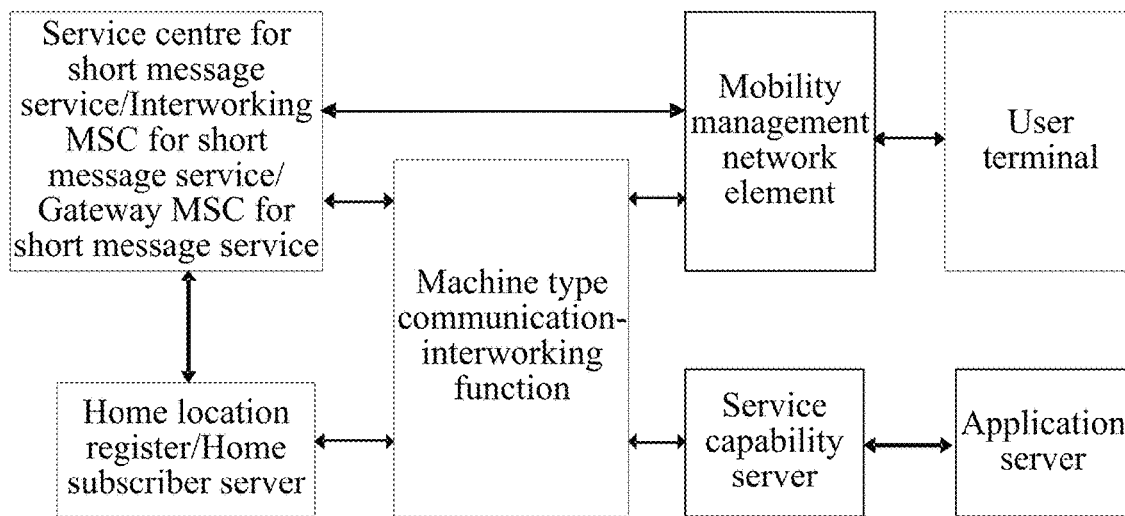 Service centre for
short message
service/Interworking
MSC for short
message service/
Gateway MSC for
short message service
Mobility
management
network
element
User
terminal
Machine type
communication-
interworking
function
Home location
register/Home
subscriber server
Service
capability
server
Application
server